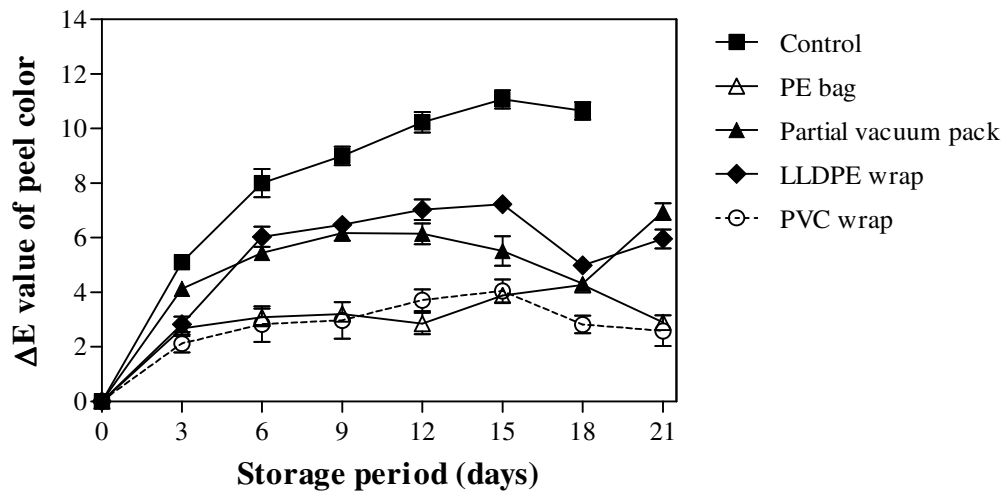 14
12
10
8
6
4
2
0
ΔE value of peel color
0 3 6 9 12 15 18 21
Storage period (days)
Control
PE bag
Partial vacuum pack
LLDPE wrap
PVC wrap